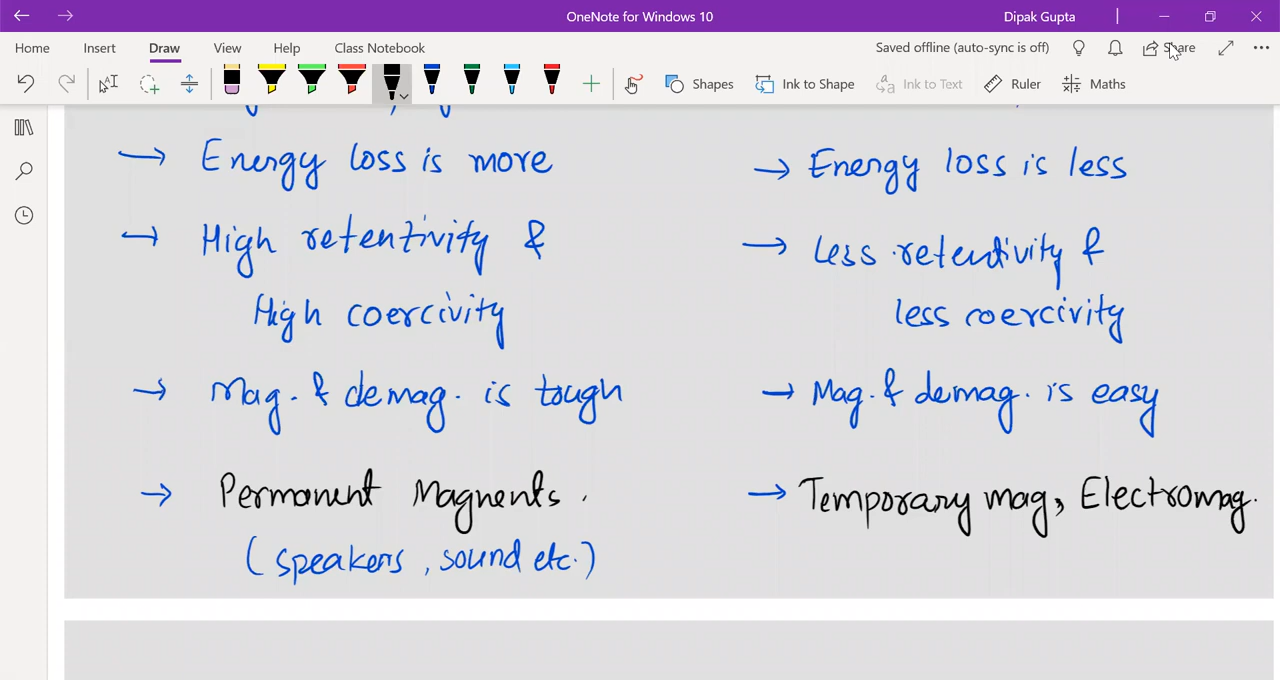 OneNote for Windows 10
Dipak Gupta
Home Insert Draw View Help Class Notebook
Saved offline (auto-sync is off)
Share
Shapes
Ink to Shape
Ink to Text
Ruler
Maths
→ Energy loss is more
→ High retentivity &
High coercivity
→ Mag. & demag. is tough
→ Permanent Magnents.
(speakers, sound etc.)
→ Energy loss is less
→ Less retentivity &
less coercivity
→ Mag. & demag. is easy
→ Temporary mag, Electromag.